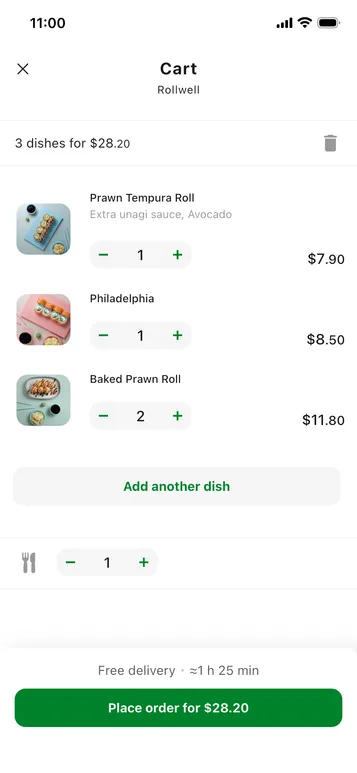 11:00
Cart
Rollwell
3 dishes for $28.20
Prawn Tempura Roll
Extra unagi sauce, Avocado
− 1 + $7.90
Philadelphia
− 1 + $8.50
Baked Prawn Roll
− 2 + $11.80
Add another dish
− 1 +
Free delivery • ≈1 h 25 min
Place order for $28.20